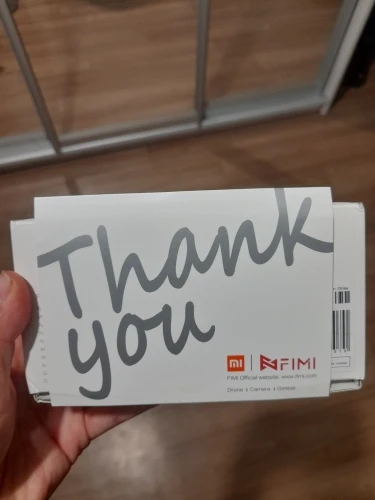 Thank
you
mi | FIMI
FIMI Official website: www.fimi.com
Drone | Camera | Gimbal